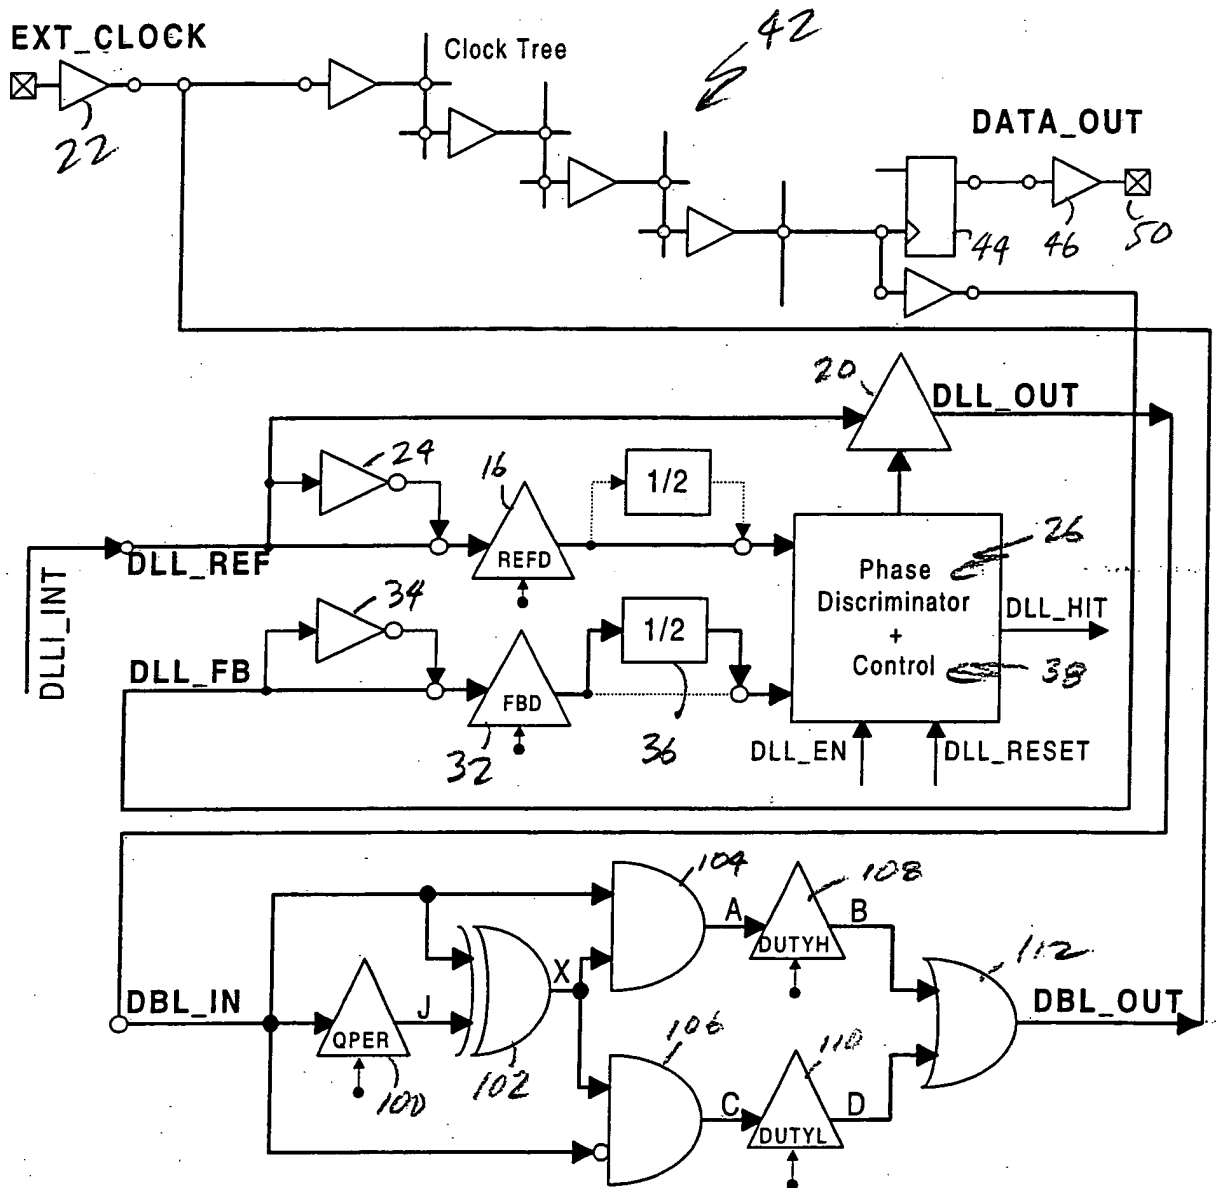 EXT_CLOCK
Clock Tree
42
22
DATA_OUT
44
46
50
20
DLL_OUT
24
16
1/2
REFD
DLL_REF
DLLI_INT
26
Phase
Discriminator
+
Control
38
DLL_HIT
34
1/2
DLL_FB
FBD
32
36
DLL_EN
DLL_RESET
104
108
A
B
DUTYH
X
112
DBL_IN
J
DBL_OUT
QPER
100
102
106
110
C
D
DUTYL